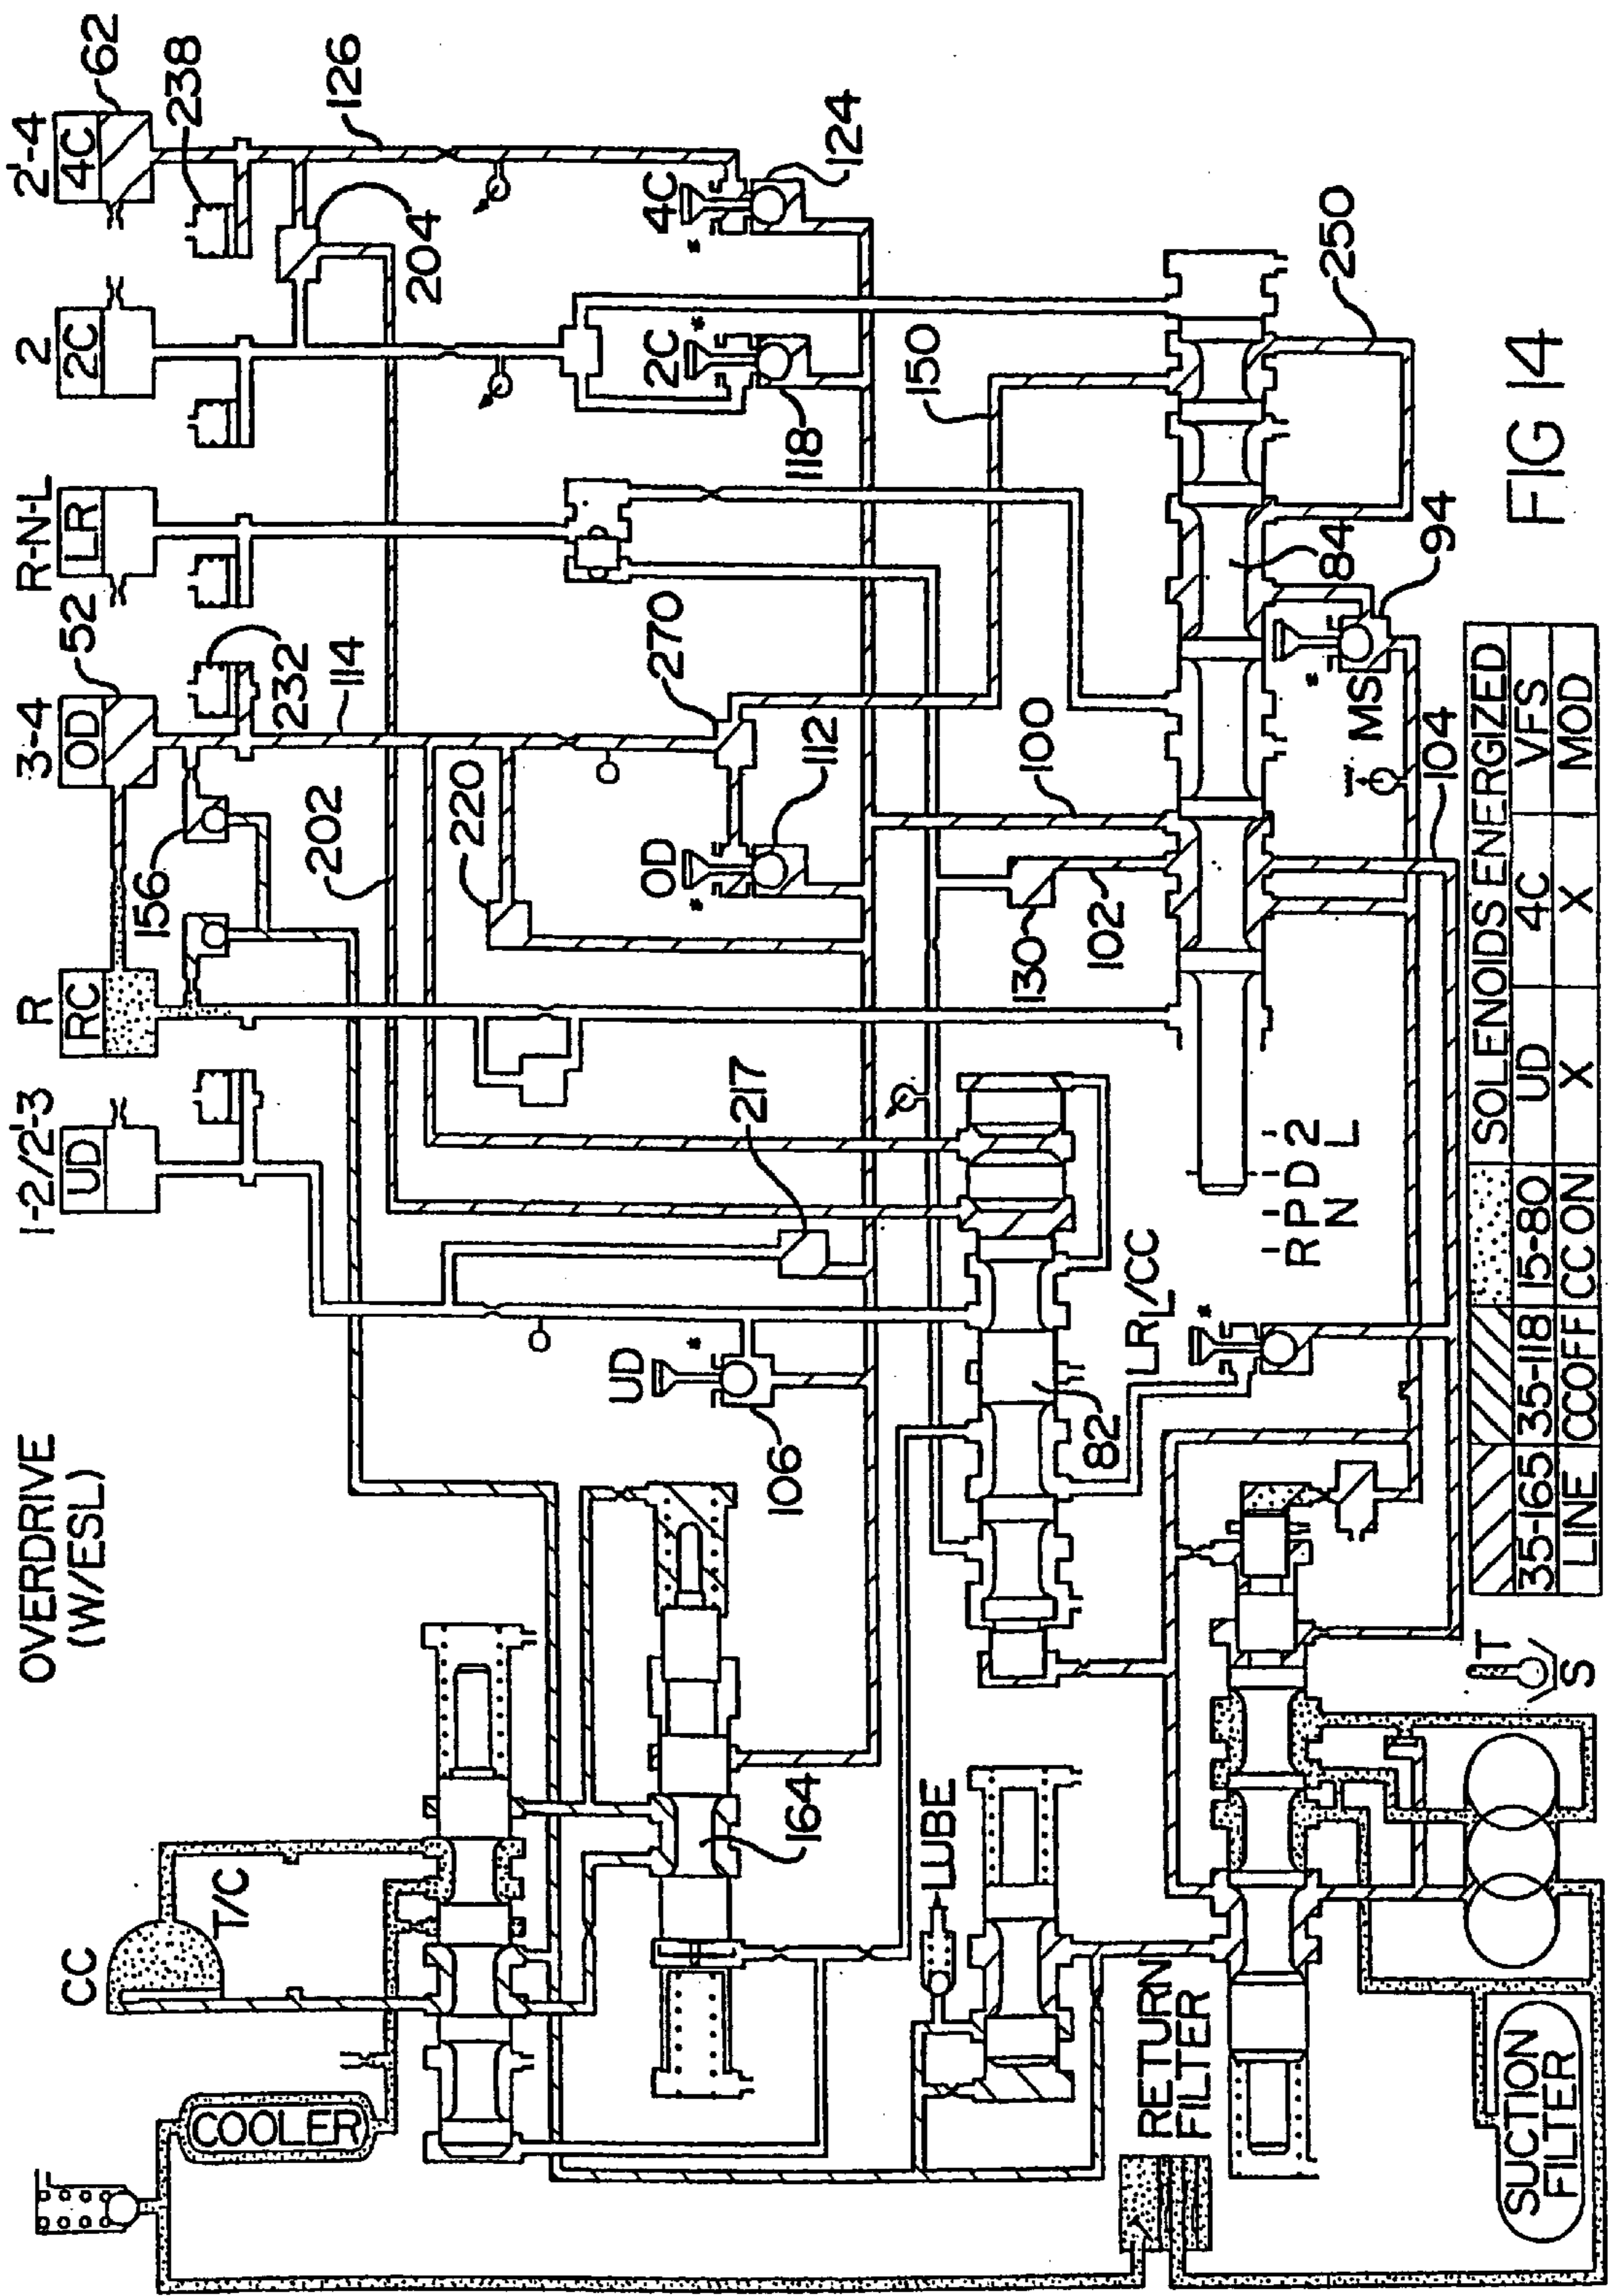 OVERDRIVE
(W/ESL)
1-2/2'-3
R
3-4
R-N-L
2
2'-4
UD
RC
OD
LR
2C
4C
52
62
238
232
114
126
204
156
202
220
270
217
UD
106
OD
112
2C
118
4C
124
150
100
130
102
CC
T/C
COOLER
164
LUBE
82
LR/CC
L
R P D 2
N L
84
MS
94
250
104
RETURN
FILTER
SUCTION
FILTER
T
S
35-165 35-118 15-80
LINE CCOFF CC ON
SOLENOIDS ENERGIZED
UD 4C VFS
X X MOD
FIG 14